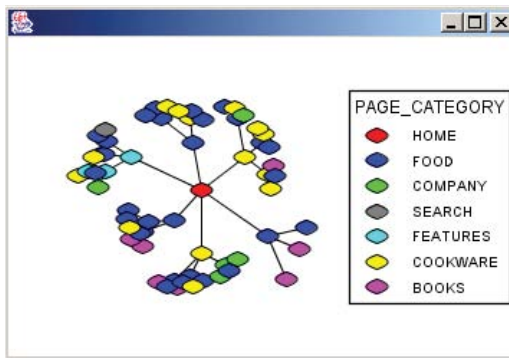 PAGE_CATEGORY
HOME
FOOD
COMPANY
SEARCH
FEATURES
COOKWARE
BOOKS